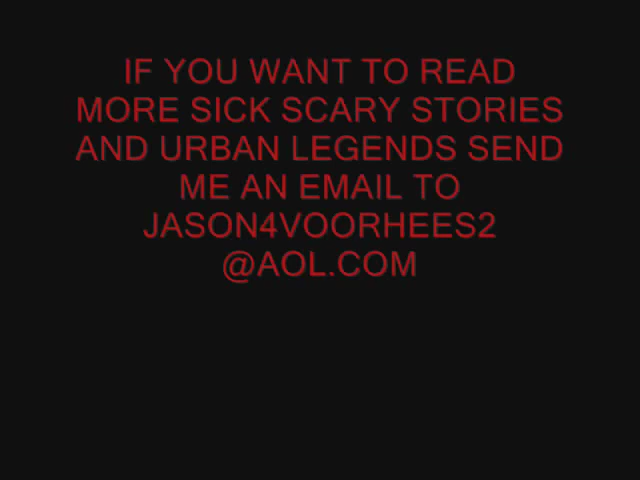 IF YOU WANT TO READ
MORE SICK SCARY STORIES
AND URBAN LEGENDS SEND
ME AN EMAIL TO
JASON4VOORHEES2
@AOL.COM